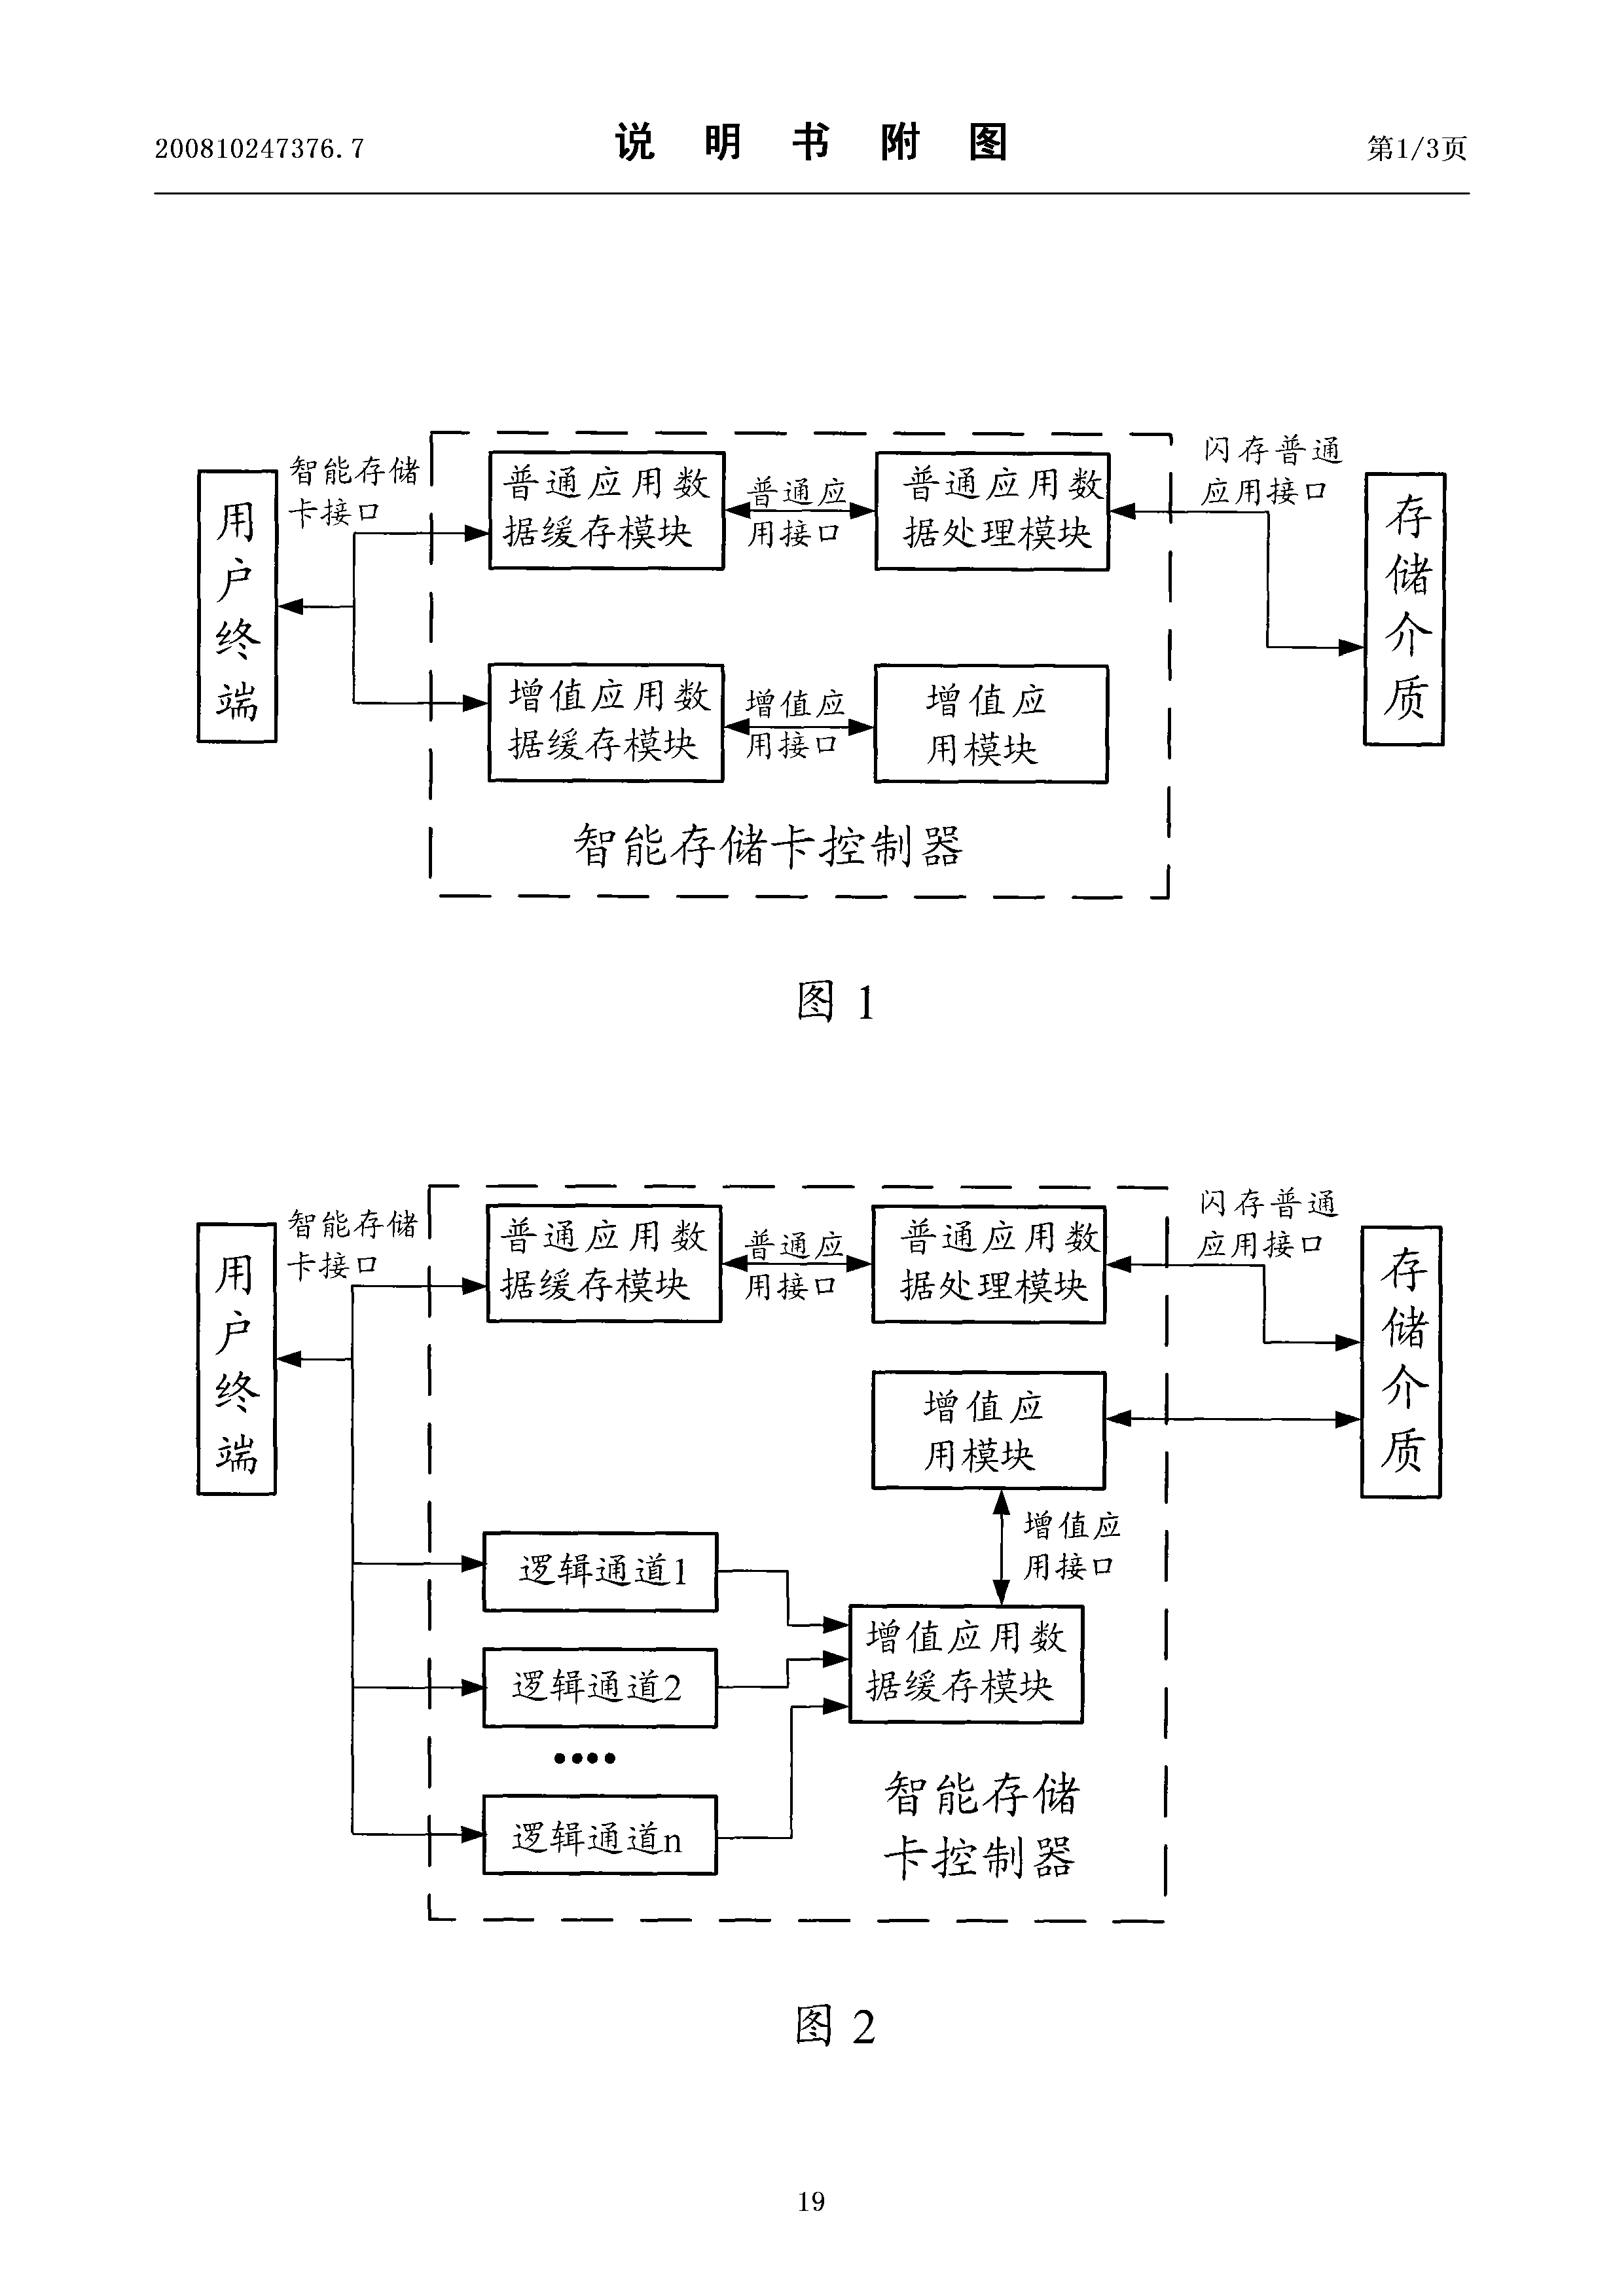 200810247376.7
说明书附图
第1/3页
用户终端
智能存储
卡接口
普通应用数
据缓存模块
普通应
用接口
普通应用数
据处理模块
闪存普通
应用接口
存储介质
增值应用数
据缓存模块
增值应
用接口
增值应
用模块
智能存储卡控制器
图 1
用户终端
智能存储
卡接口
普通应用数
据缓存模块
普通应
用接口
普通应用数
据处理模块
闪存普通
应用接口
存储介质
增值应
用模块
增值应
用接口
逻辑通道1
逻辑通道2
••••
逻辑通道n
增值应用数
据缓存模块
智能存储
卡控制器
图 2
19